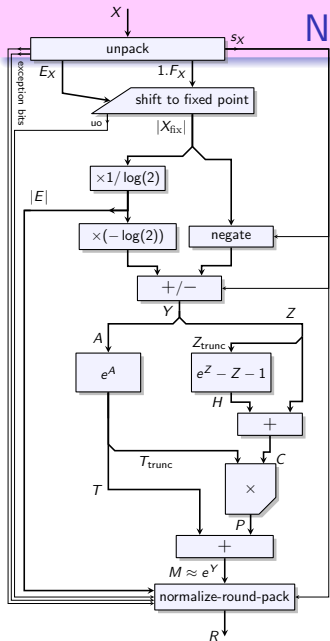 X
N
unpack
s_X
E_X
1.F_X
exception bits
shift to fixed point
uo
|X_fix|
×1/ log(2)
|E|
×(− log(2))
negate
+/−
Y
Z
A
Z_trunc
e^A
e^Z − Z − 1
H
+
C
T_trunc
T
×
P
+
M ≈ e^Y
normalize-round-pack
R